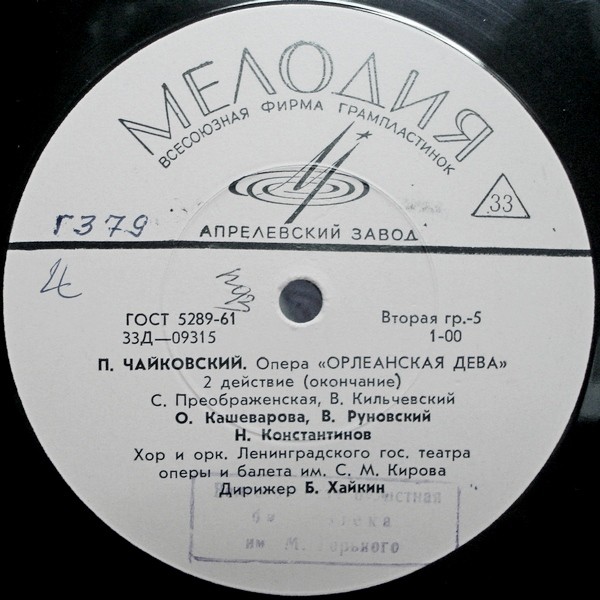 МЕЛОДИЯ
ВСЕСОЮЗНАЯ ФИРМА ГРАМПЛАСТИНОК
33
АПРЕЛЕВСКИЙ ЗАВОД
г379
ГОСТ 5289-61 Вторая гр.-5
33Д—09315 1-00
П. ЧАЙКОВСКИЙ. Опера «ОРЛЕАНСКАЯ ДЕВА»
2 действие (окончание)
С. Преображенская, В. Кильчевский
О. Кашеварова, В. Руновский
Н. Константинов
Хор и орк. Ленинградского гос. театра
оперы и балета им. С. М. Кирова
Дирижер Б. Хайкин
им М. Горького